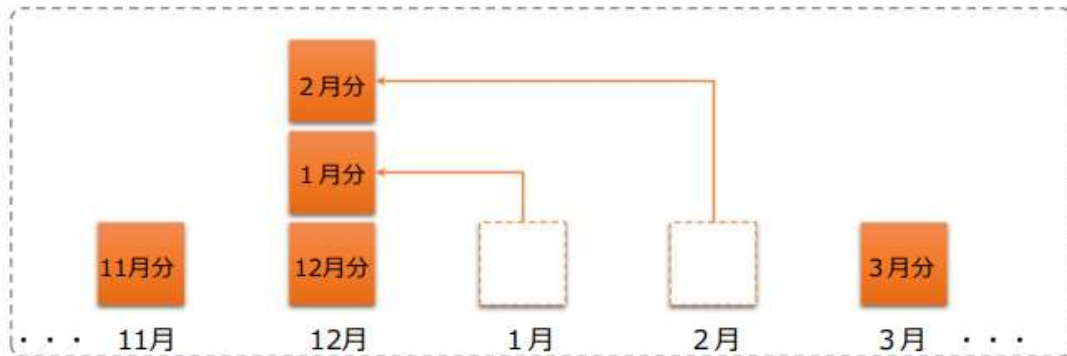 ２月分
１月分
11月分
12月分
３月分
・・・ 11月
12月
１月
２月
３月 ・・・